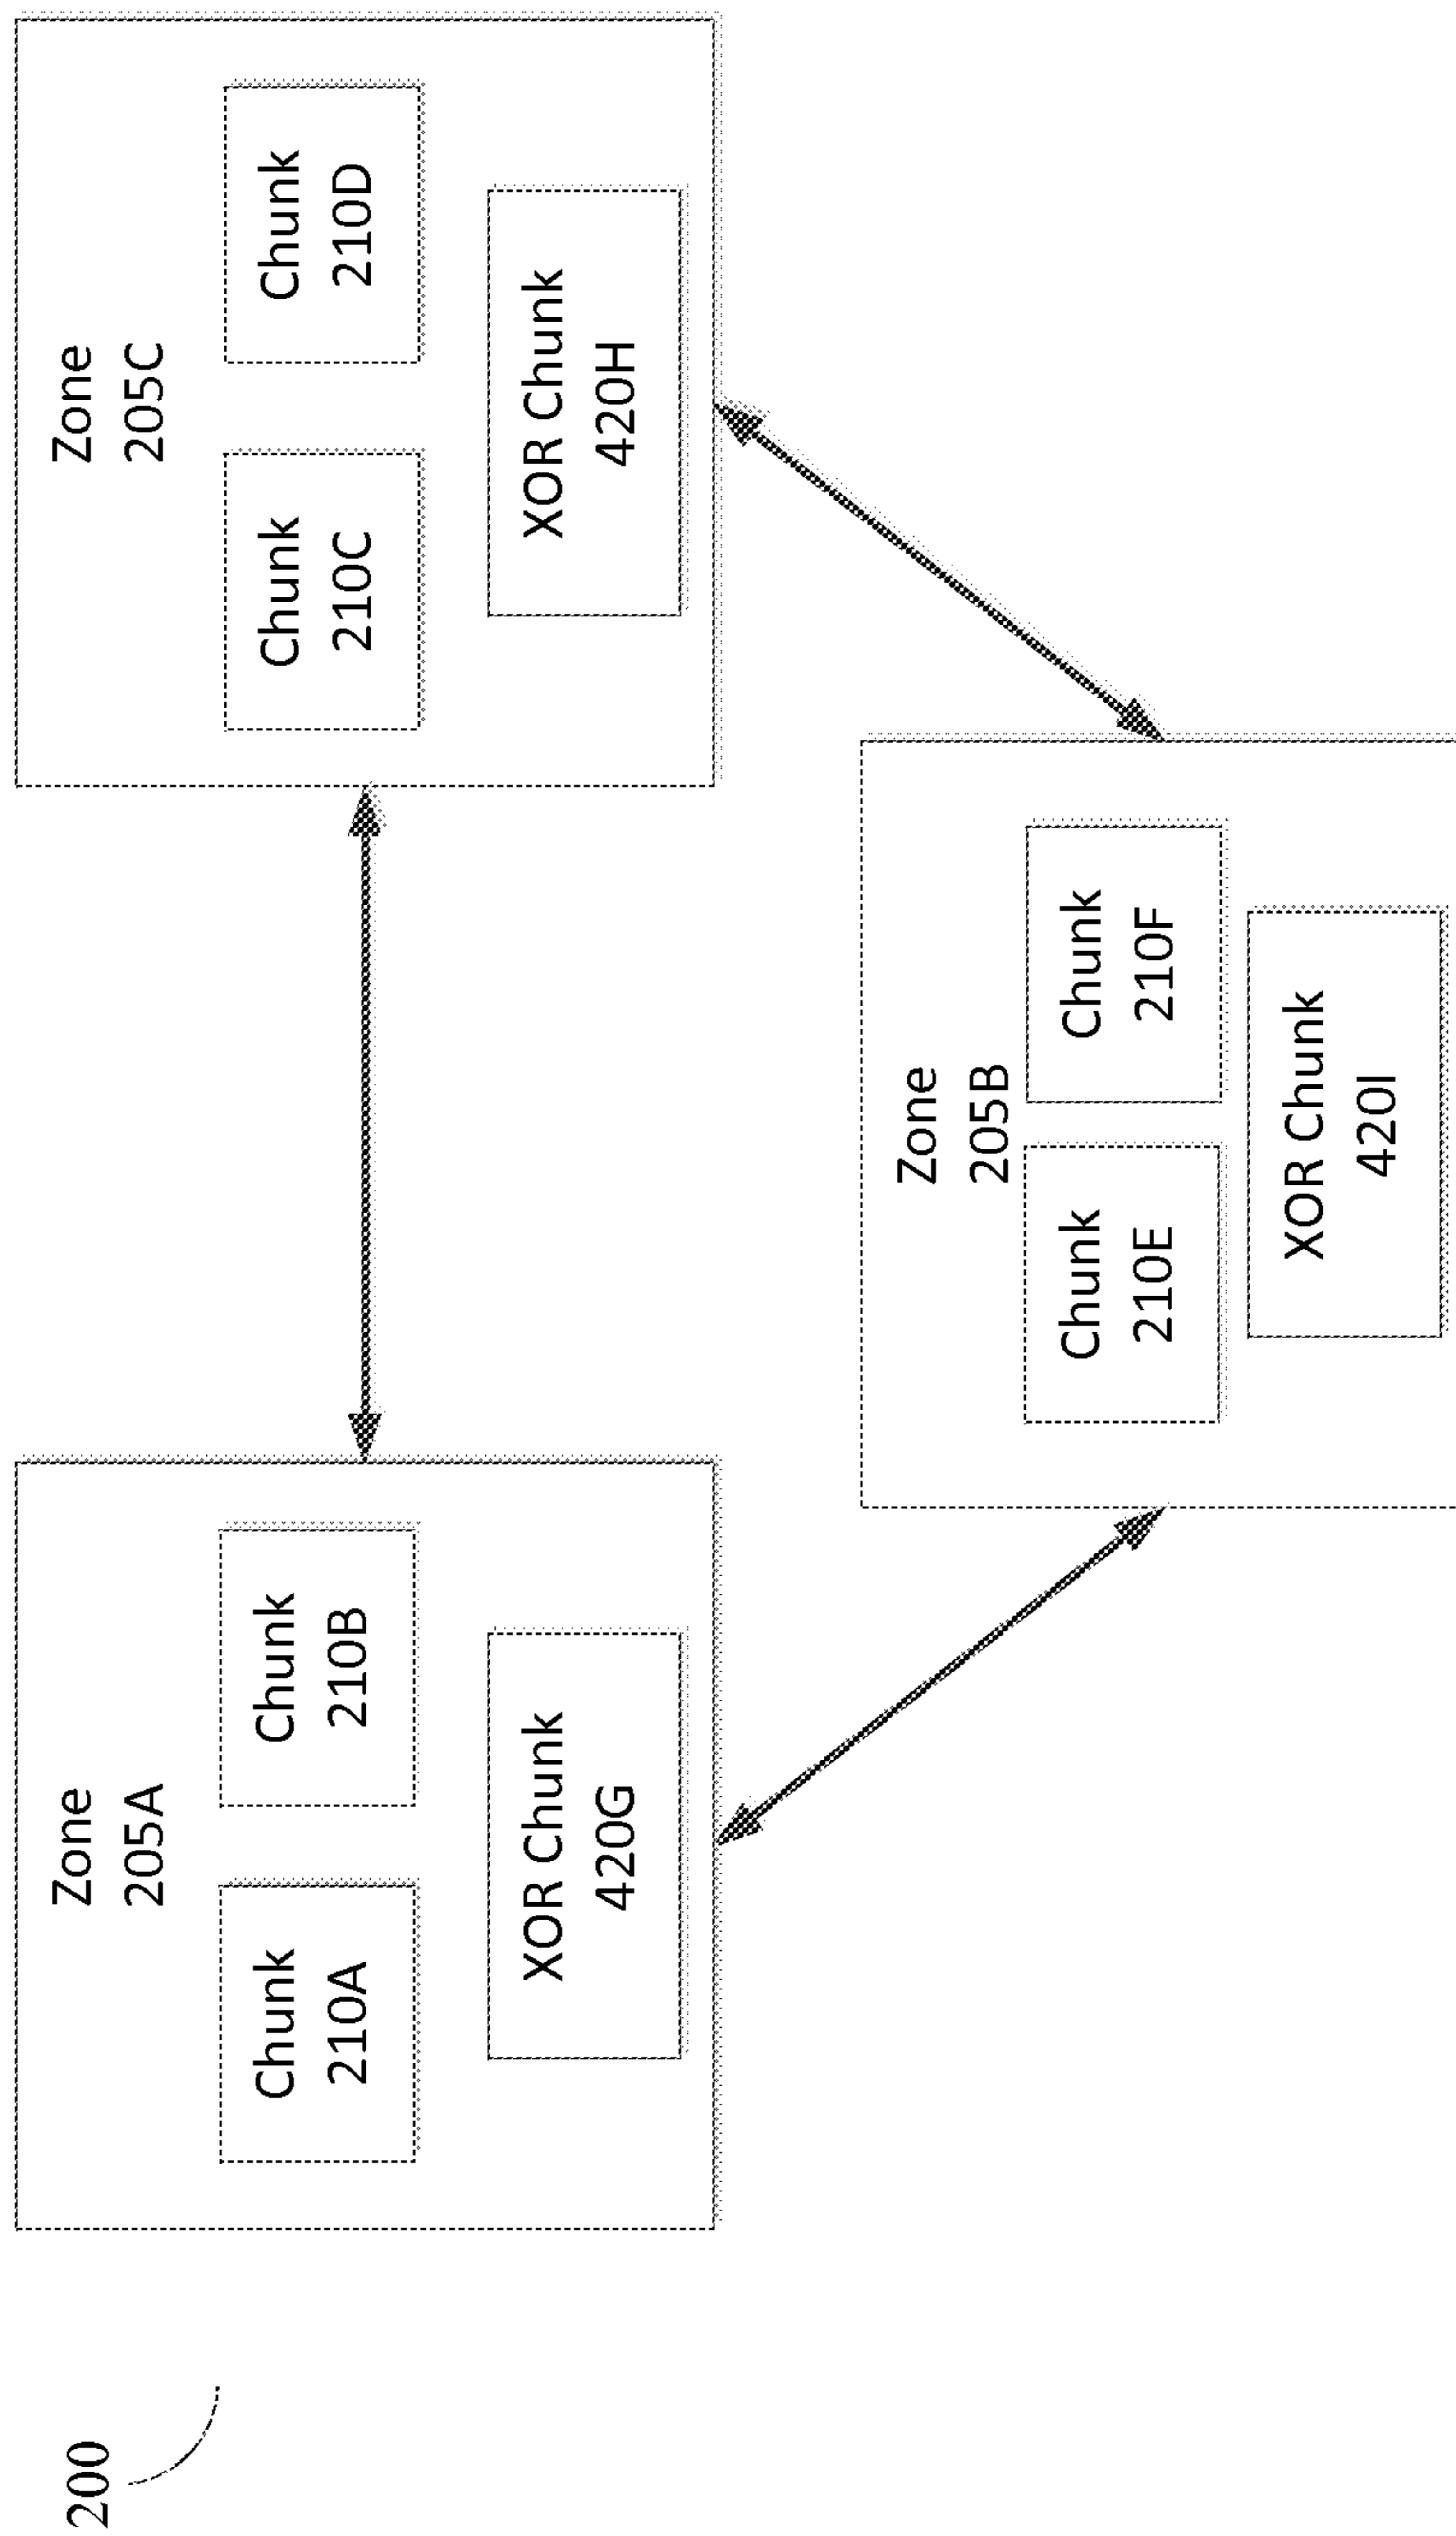 200
Zone
205A
Chunk
210A
Chunk
210B
XOR Chunk
420G
Zone
205C
Chunk
210C
Chunk
210D
XOR Chunk
420H
Zone
205B
Chunk
210E
Chunk
210F
XOR Chunk
420I